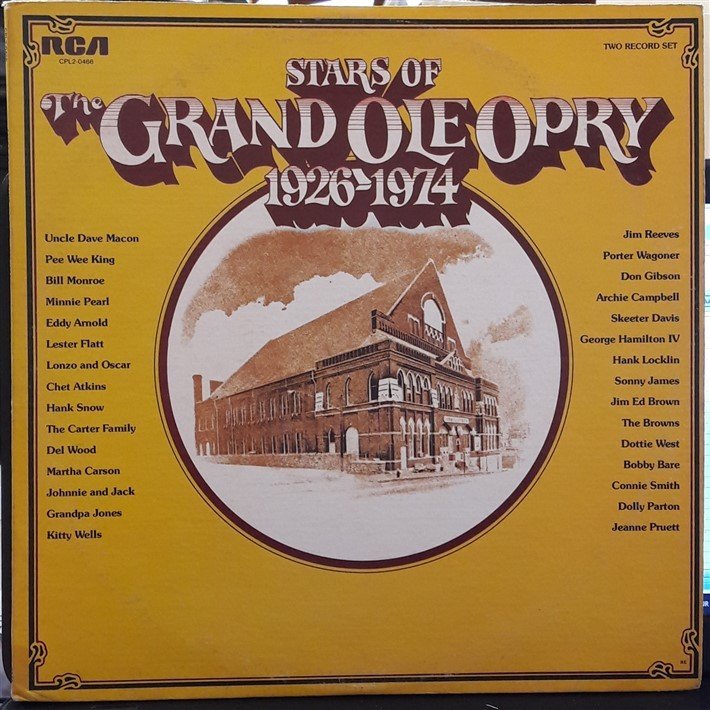 RCA
CPL2-0466
TWO RECORD SET
STARS OF
The GRAND OLE OPRY
1926-1974
Uncle Dave Macon
Pee Wee King
Bill Monroe
Minnie Pearl
Eddy Arnold
Lester Flatt
Lonzo and Oscar
Chet Atkins
Hank Snow
The Carter Family
Del Wood
Martha Carson
Johnnie and Jack
Grandpa Jones
Kitty Wells
Jim Reeves
Porter Wagoner
Don Gibson
Archie Campbell
Skeeter Davis
George Hamilton IV
Hank Locklin
Sonny James
Jim Ed Brown
The Browns
Dottie West
Bobby Bare
Connie Smith
Dolly Parton
Jeanne Pruett